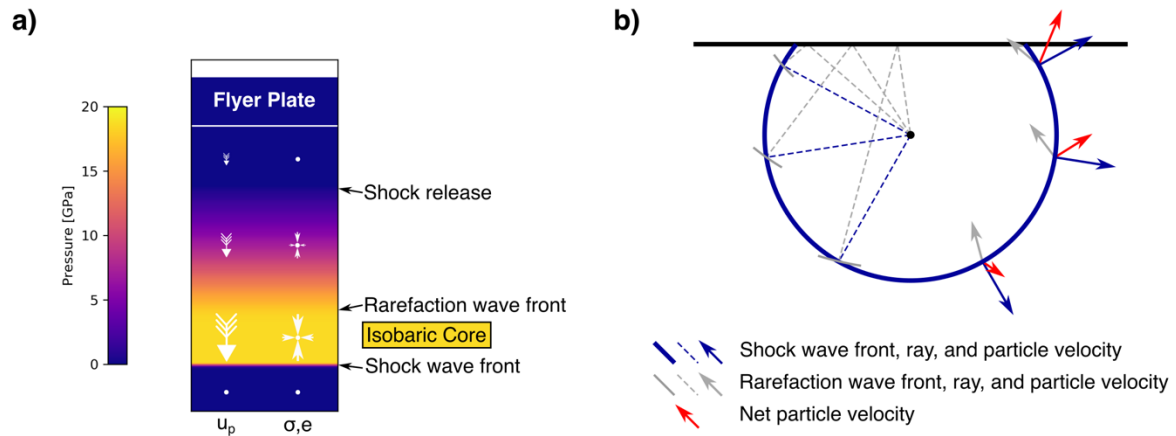 a)
Flyer Plate
20
15
10
5
0
Pressure [GPa]
Shock release
Rarefaction wave front
Isobaric Core
Shock wave front
uₚ
σ,e
b)
Shock wave front, ray, and particle velocity
Rarefaction wave front, ray, and particle velocity
Net particle velocity